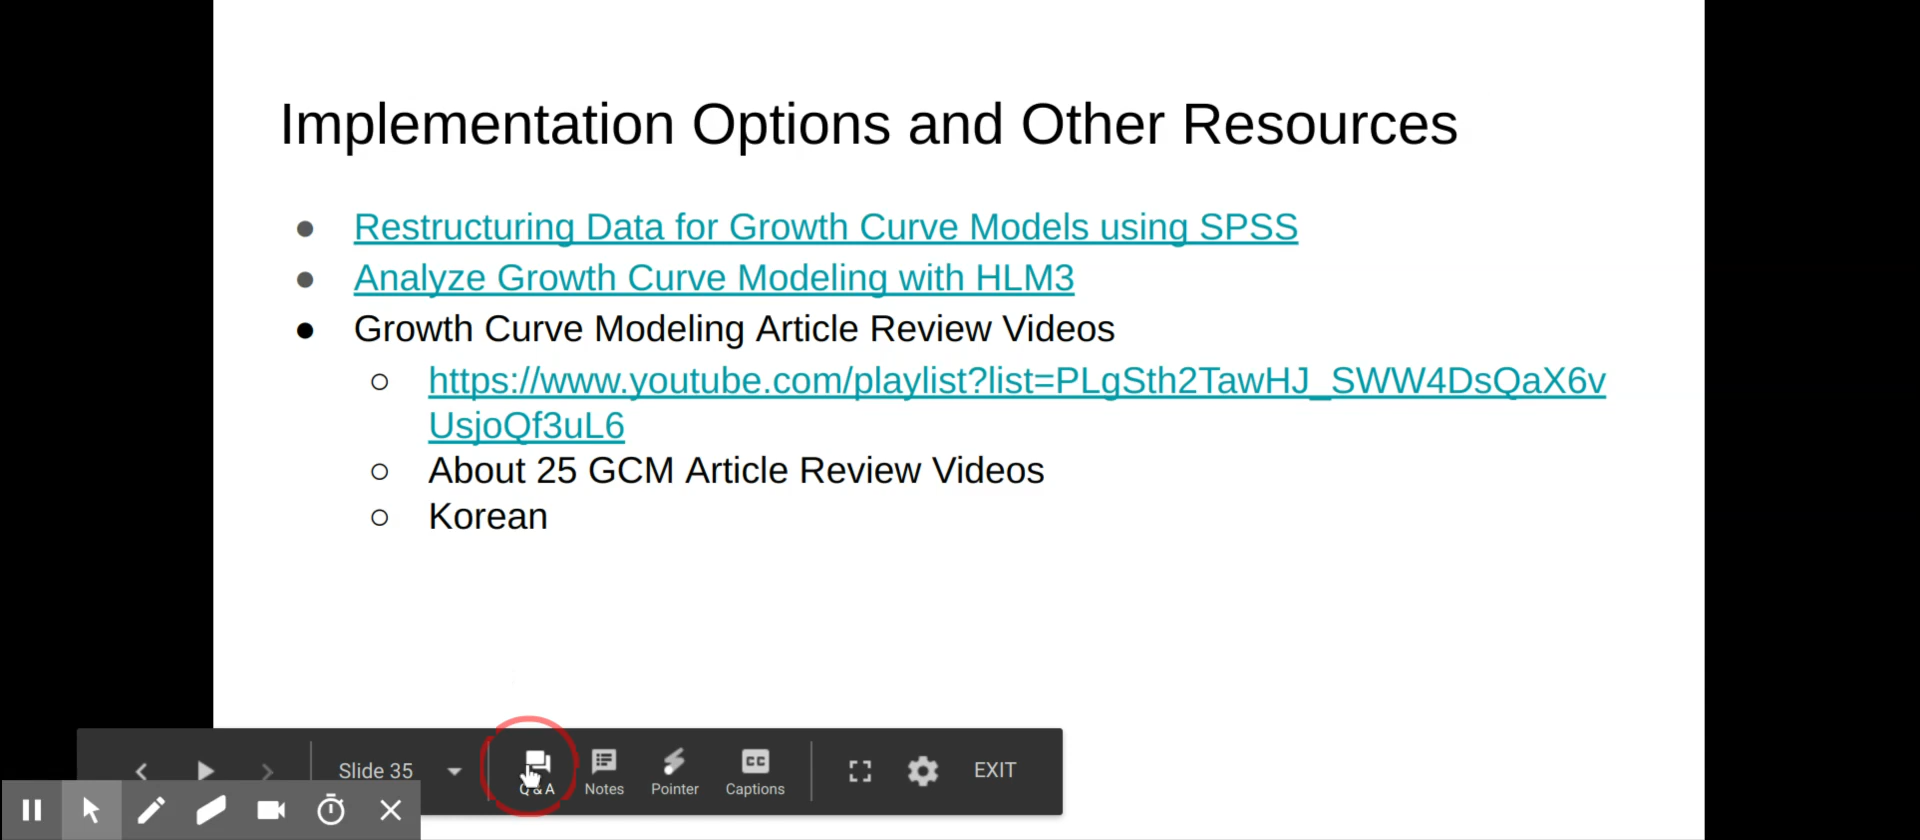 Implementation Options and Other Resources
● Restructuring Data for Growth Curve Models using SPSS
● Analyze Growth Curve Modeling with HLM3
● Growth Curve Modeling Article Review Videos
○ https://www.youtube.com/playlist?list=PLgSth2TawHJ_SWW4DsQaX6v
UsjoQf3uL6
○ About 25 GCM Article Review Videos
○ Korean
Slide 35
Q&A Notes Pointer Captions
CC
EXIT